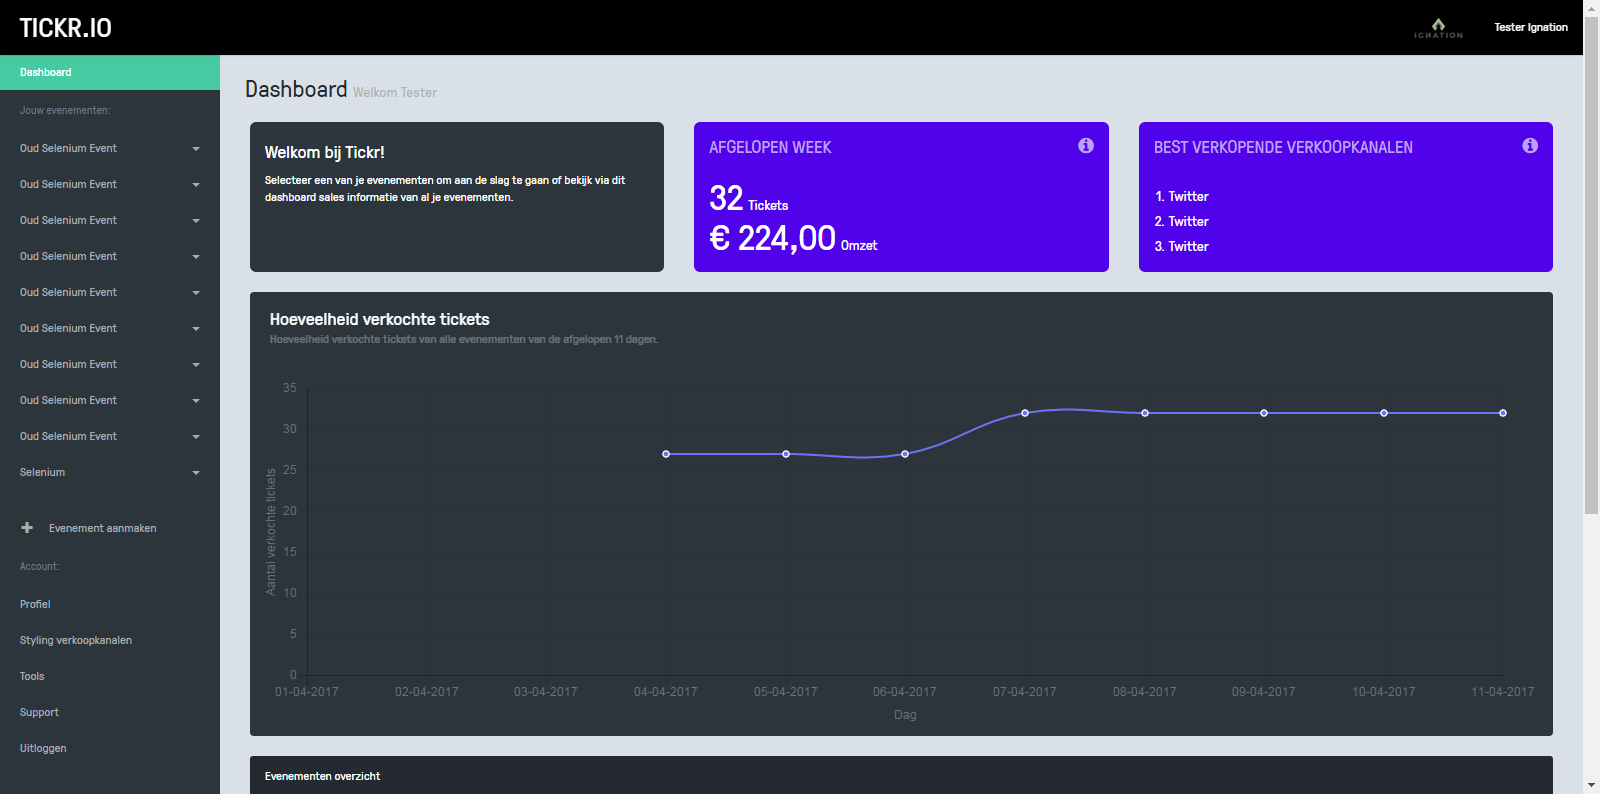 TICKR.IO
IGNATION
Tester Ignation
Dashboard
Jouw evenementen:
Oud Selenium Event
Oud Selenium Event
Oud Selenium Event
Oud Selenium Event
Oud Selenium Event
Oud Selenium Event
Oud Selenium Event
Oud Selenium Event
Oud Selenium Event
Selenium
Evenement aanmaken
Account:
Profiel
Styling verkoopkanalen
Tools
Support
Uitloggen
Dashboard Welkom Tester
Welkom bij Tickr!
Selecteer een van je evenementen om aan de slag te gaan of bekijk via dit
dashboard sales informatie van al je evenementen.
AFGELOPEN WEEK
32 Tickets
€ 224,00 Omzet
BEST VERKOPENDE VERKOOPKANALEN
1. Twitter
2. Twitter
3. Twitter
Hoeveelheid verkochte tickets
Hoeveelheid verkochte tickets van alle evenementen van de afgelopen 11 dagen.
Aantal verkochte tickets
35
30
25
20
15
10
5
0
01-04-2017 02-04-2017 03-04-2017 04-04-2017 05-04-2017 06-04-2017 07-04-2017 08-04-2017 09-04-2017 10-04-2017 11-04-2017
Dag
Evenementen overzicht